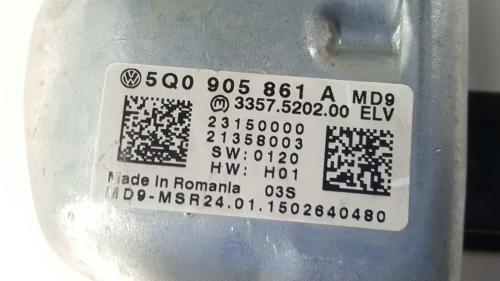 5Q0 905 861 A MD9
3357.5202.00 ELV
23150000
21358003
SW:0120
HW: H01
Made in Romania 03S
MD9-MSR24.01.1502640480